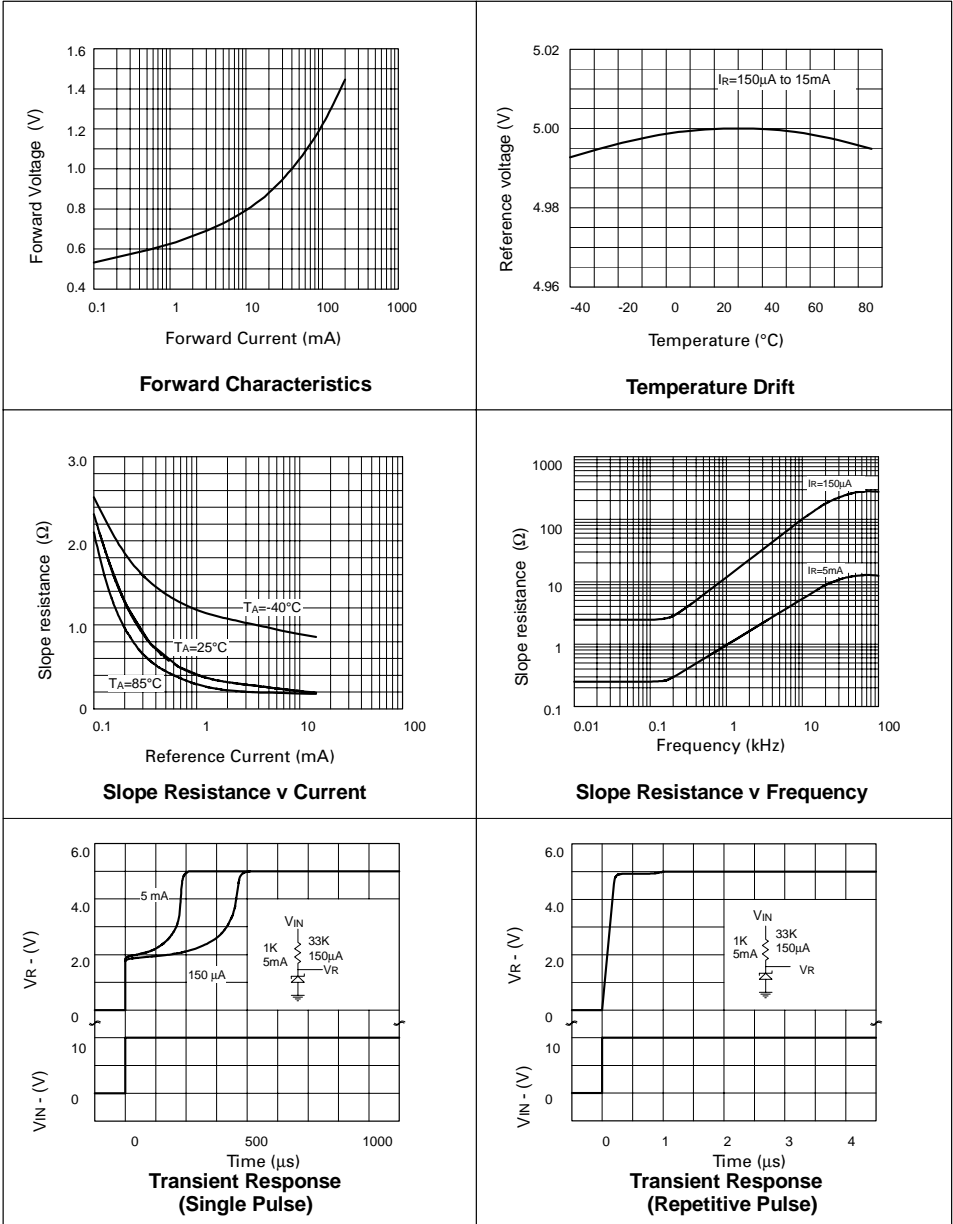 1.6
1.4
1.2
1.0
0.8
0.6
0.4
Forward Voltage (V)
0.1 1 10 100 1000
Forward Current (mA)
Forward Characteristics
5.02
5.00
4.98
4.96
Reference voltage (V)
IR=150µA to 15mA
-40 -20 0 20 40 60 80
Temperature (°C)
Temperature Drift
3.0
2.0
1.0
0
Slope resistance (Ω)
TA=-40°C
TA=25°C
TA=85°C
0.1 1 10 100
Reference Current (mA)
Slope Resistance v Current
1000
100
10
1
0.1
Slope resistance (Ω)
IR=150µA
IR=5mA
0.01 0.1 1 10 100
Frequency (kHz)
Slope Resistance v Frequency
6.0
4.0
2.0
0
VR - (V)
5 mA
150 µA
VIN
1K 33K
5mA 150µA
VR
10
0
VIN - (V)
0 500 1000
Time (µs)
Transient Response
(Single Pulse)
6.0
4.0
2.0
0
VR - (V)
VIN
1K 33K
5mA 150µA
VR
10
0
VIN - (V)
0 1 2 3 4
Time (µs)
Transient Response
(Repetitive Pulse)